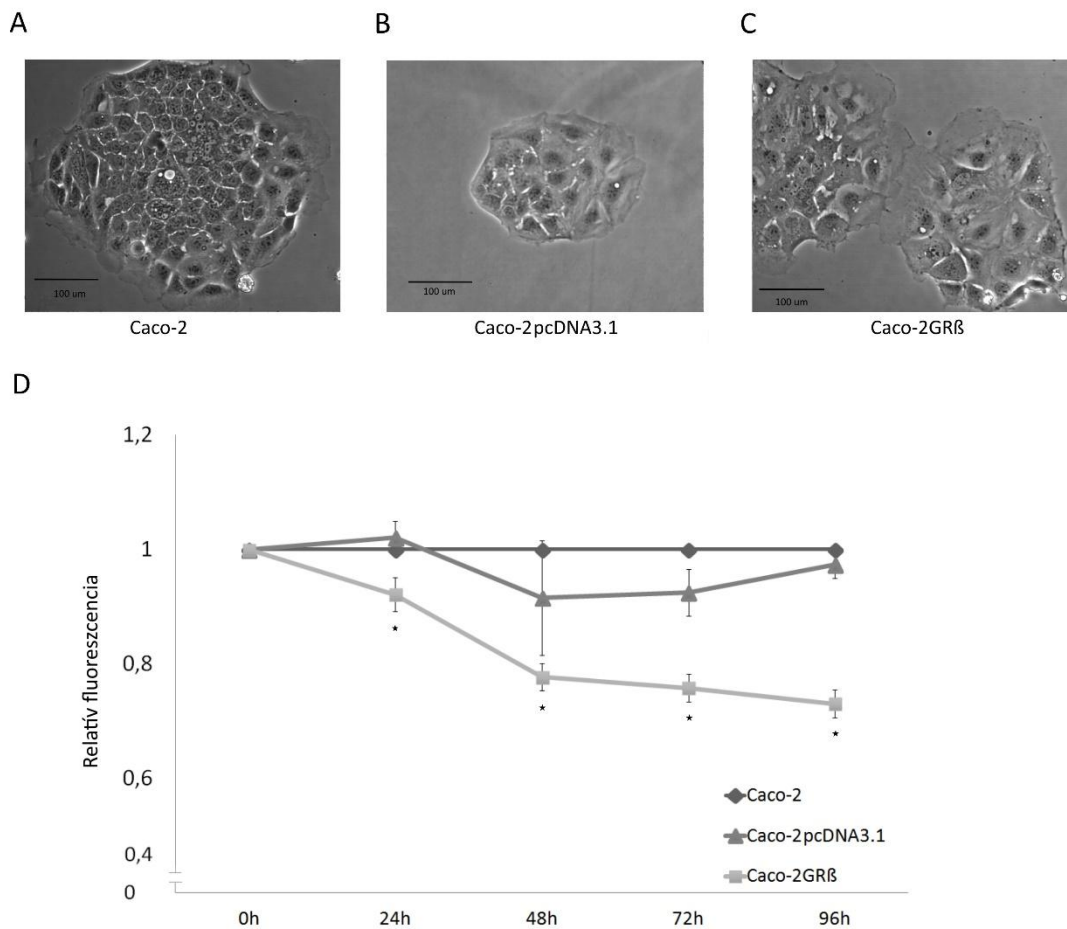 A
B
C
100 um
100 um
100 um
Caco-2
Caco-2pcDNA3.1
Caco-2GRß
D
1,2
1
0,8
0,6
0,4
0
Relatív fluoreszcencia
Caco-2
Caco-2pcDNA3.1
Caco-2GRß
0h
24h
48h
72h
96h